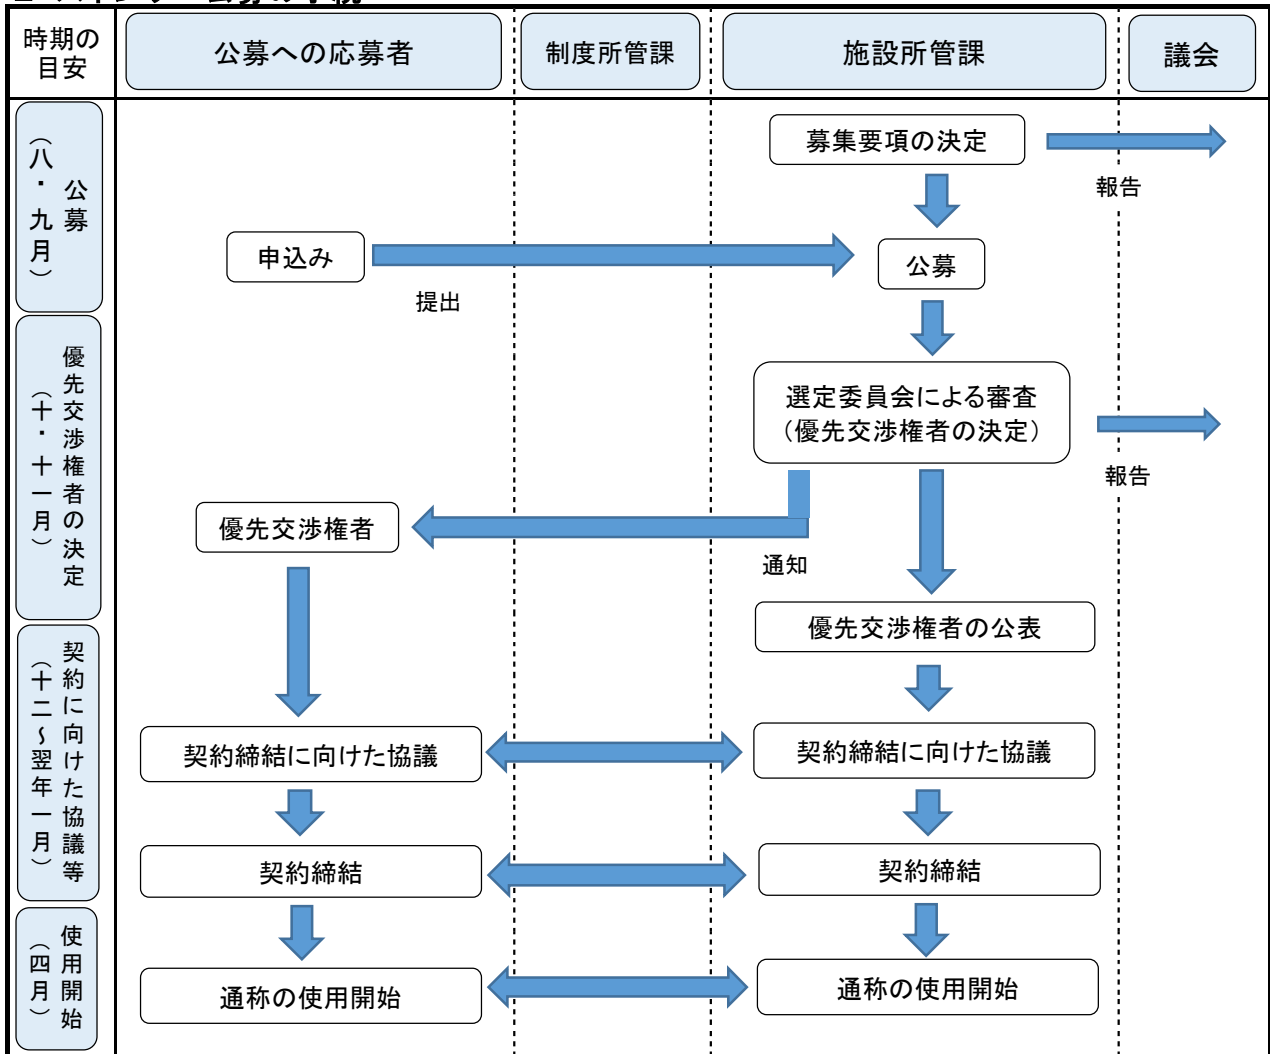 時期の
目安
公募への応募者
制度所管課
施設所管課
議会
公募
（八・九月）
募集要項の決定
報告
申込み
提出
公募
優先交渉権者の決定
（十・十一月）
選定委員会による審査
（優先交渉権者の決定）
報告
優先交渉権者
通知
優先交渉権者の公表
契約に向けた協議等
（十二～翌年一月）
契約締結に向けた協議
契約締結に向けた協議
契約締結
契約締結
使用開始
（四月）
通称の使用開始
通称の使用開始